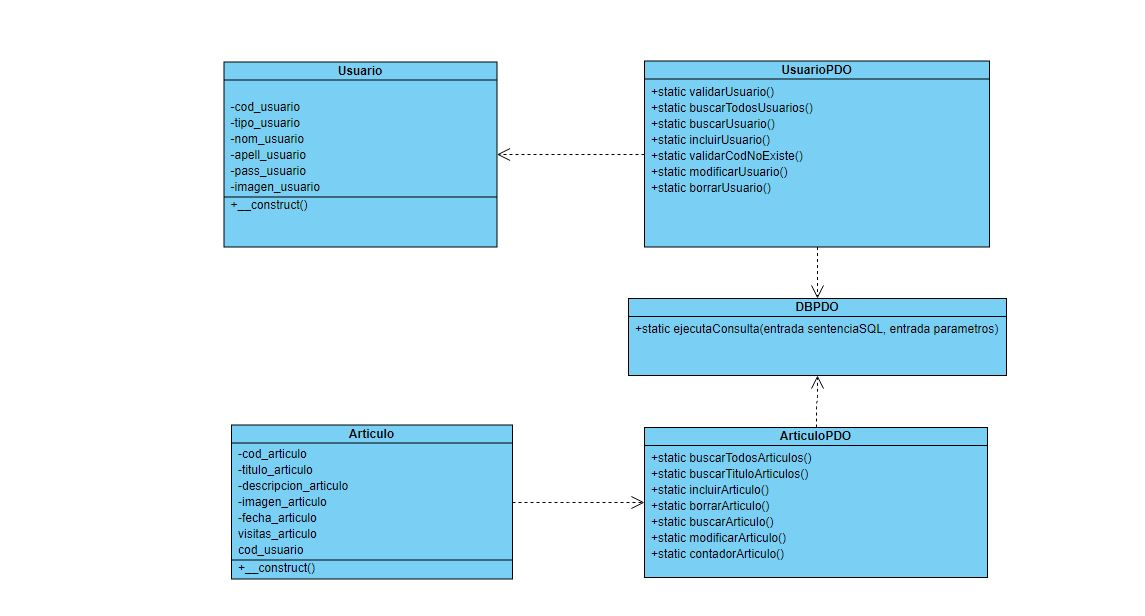 Usuario
-cod_usuario
-tipo_usuario
-nom_usuario
-apell_usuario
-pass_usuario
-imagen_usuario
+__construct()
UsuarioPDO
+static validarUsuario()
+static buscarTodosUsuarios()
+static buscarUsuario()
+static incluirUsuario()
+static validarCodNoExiste()
+static modificarUsuario()
+static borrarUsuario()
DBPDO
+static ejecutaConsulta(entrada sentenciaSQL, entrada parametros)
Articulo
-cod_articulo
-titulo_articulo
-descripcion_articulo
-imagen_articulo
-fecha_articulo
visitas_articulo
cod_usuario
+__construct()
ArticuloPDO
+static buscarTodosArticulos()
+static buscarTituloArticulos()
+static incluirArticulo()
+static borrarArticulo()
+static buscarArticulo()
+static modificarArticulo()
+static contadorArticulo()